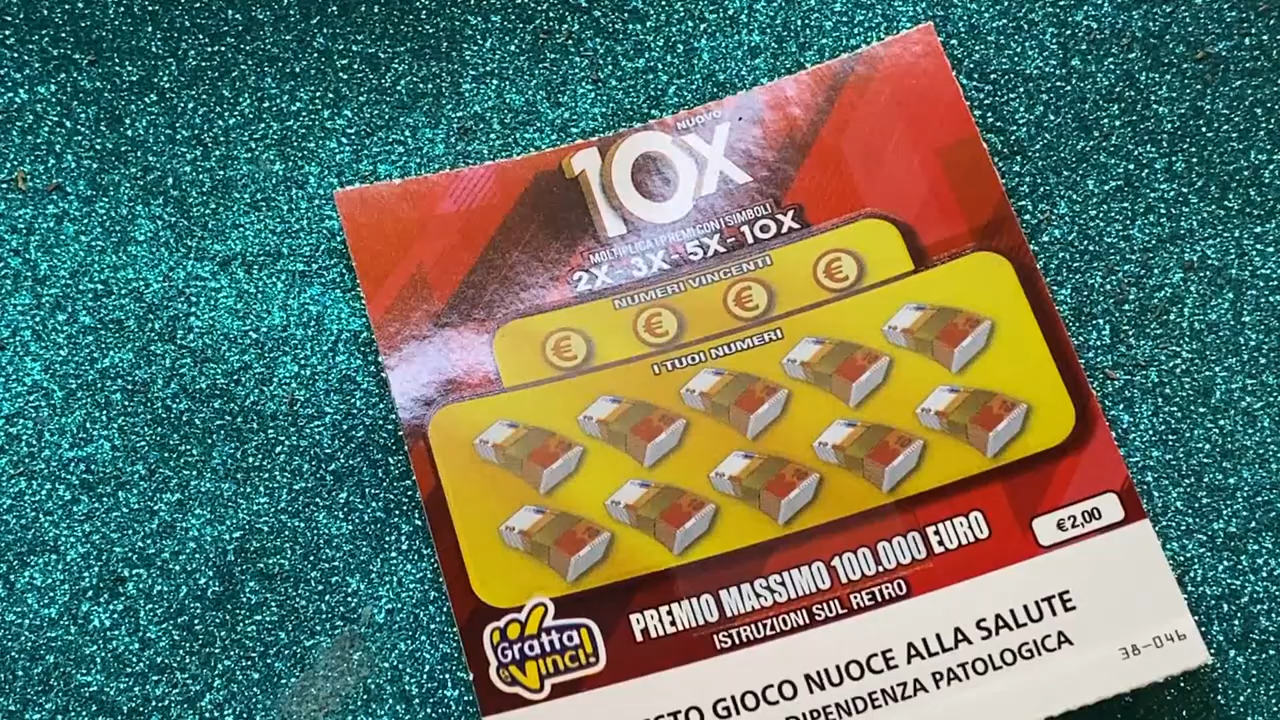 NUOVO
10X
MOLTIPLICA I PREMI CON I SIMBOLI
2X-3X-5X-10X
NUMERI VINCENTI
€ € € €
I TUOI NUMERI
PREMIO MASSIMO 100.000 EURO
€2,00
ISTRUZIONI SUL RETRO
Gratta
e Vinci!
STO GIOCO NUOCE ALLA SALUTE
DIPENDENZA PATOLOGICA
38-046